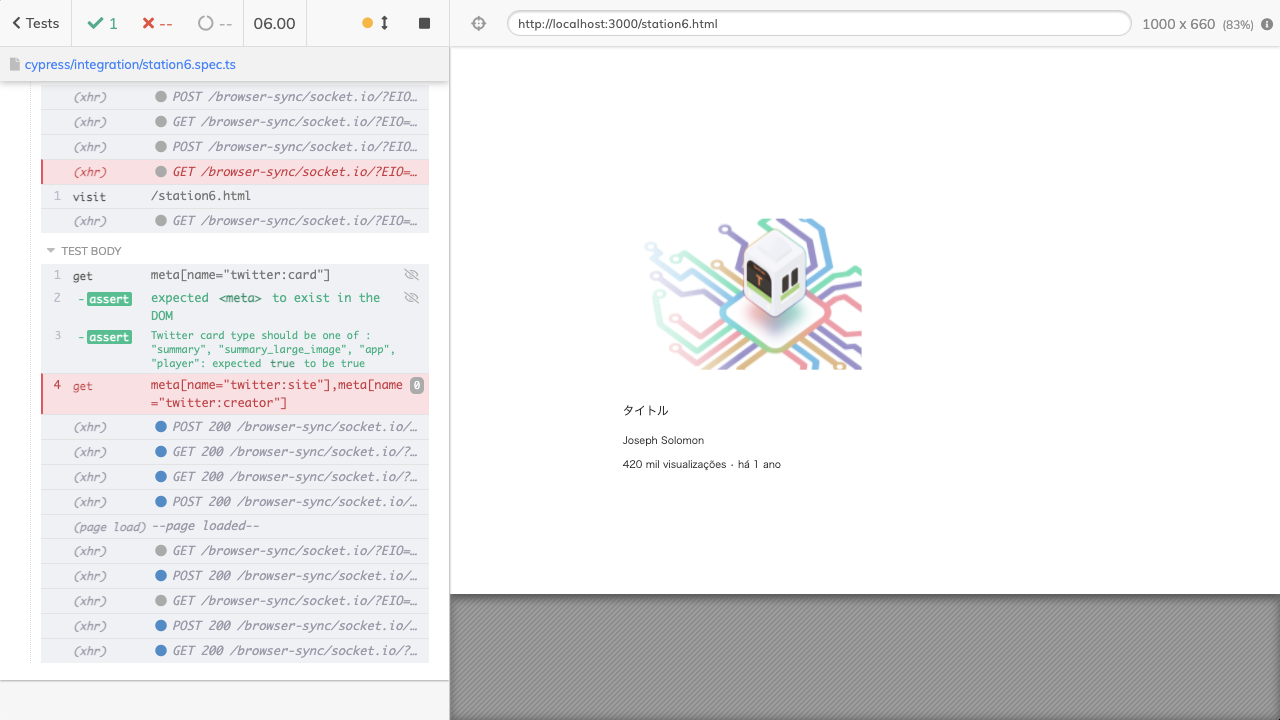 Tests 1 -- -- 06.00 http://localhost:3000/station6.html 1000 x 660 (83%)
cypress/integration/station6.spec.ts
(xhr) POST /browser-sync/socket.io/?EIO...
(xhr) GET /browser-sync/socket.io/?EIO=...
(xhr) POST /browser-sync/socket.io/?EIO...
(xhr) GET /browser-sync/socket.io/?EIO=...
1 visit /station6.html
(xhr) GET /browser-sync/socket.io/?EIO=...
TEST BODY
1 get meta[name="twitter:card"]
2 -assert expected <meta> to exist in the
DOM
3 -assert Twitter card type should be one of :
"summary", "summary_large_image", "app",
"player": expected true to be true
4 get meta[name="twitter:site"],meta[name 0
="twitter:creator"]
(xhr) POST 200 /browser-sync/socket.io/...
(xhr) GET 200 /browser-sync/socket.io/?...
(xhr) GET 200 /browser-sync/socket.io/?...
(xhr) POST 200 /browser-sync/socket.io/...
(page load) --page loaded--
(xhr) GET /browser-sync/socket.io/?EIO=...
(xhr) POST 200 /browser-sync/socket.io/...
(xhr) GET /browser-sync/socket.io/?EIO=...
(xhr) POST 200 /browser-sync/socket.io/...
(xhr) GET 200 /browser-sync/socket.io/?...
T
タイトル
Joseph Solomon
420 mil visualizações · há 1 ano